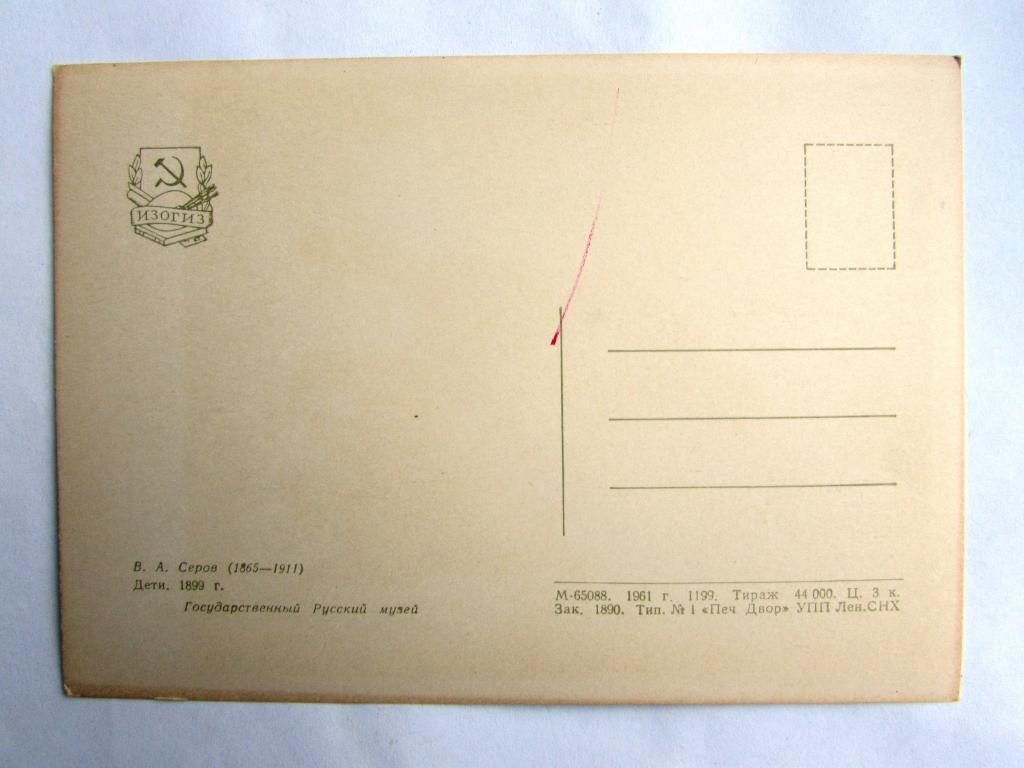 ИЗОГИЗ
В. А. Серов (1865—1911)
Дети. 1899 г.
Государственный Русский музей
М-65088. 1961 г. 1199. Тираж 44 000. Ц. 3 к.
Зак. 1890. Тип. № 1 «Печ Двор» УПП Лен.СНХ